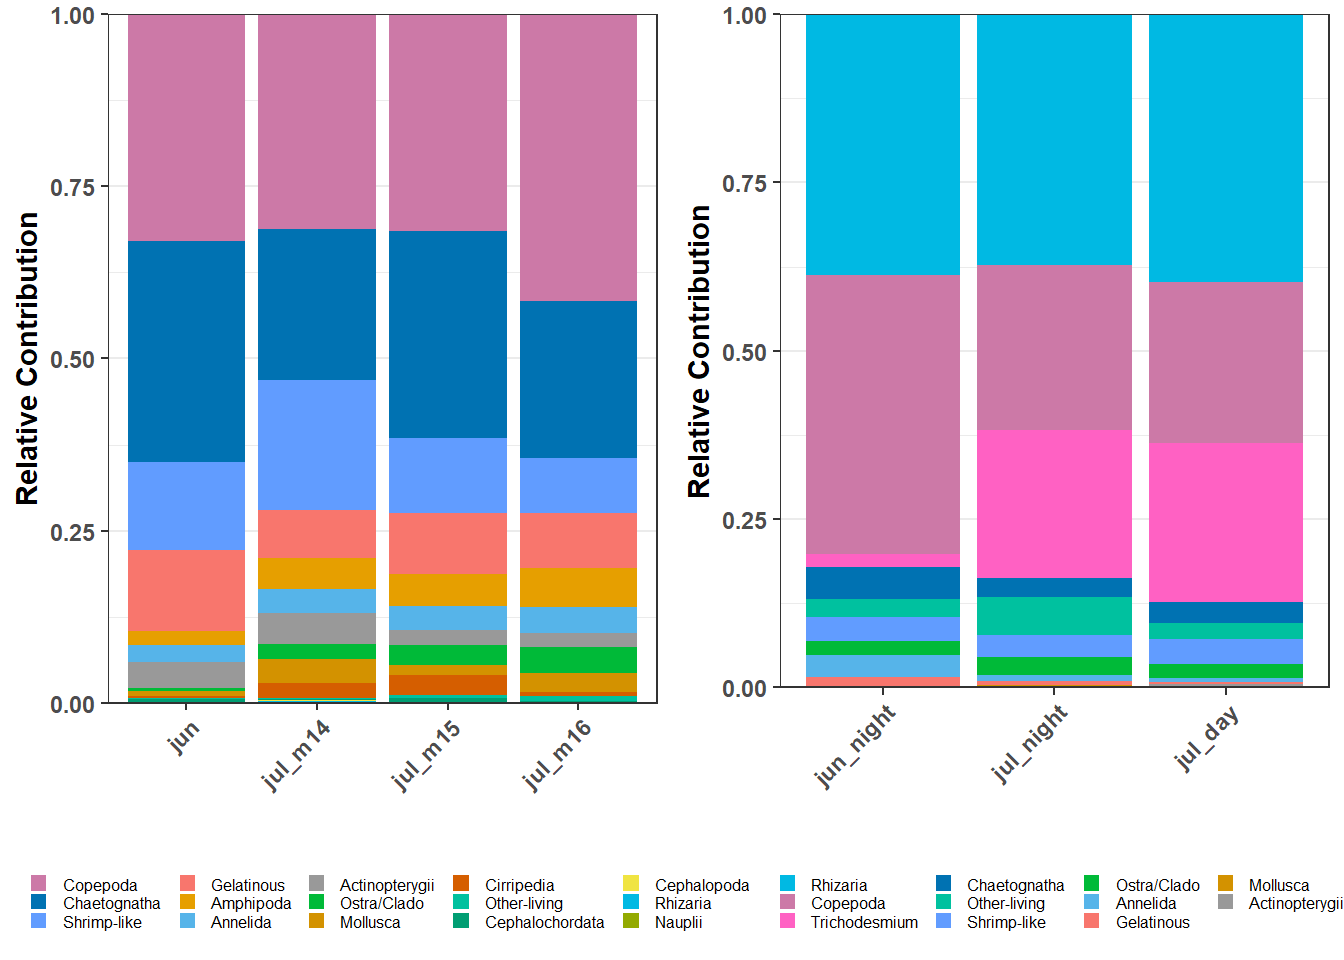 1.00
0.75
0.50
0.25
0.00
Relative Contribution
jun
jul_m14
jul_m15
jul_m16
1.00
0.75
0.50
0.25
0.00
Relative Contribution
jun_night
jul_night
jul_day
Copepoda Gelatinous Actinopterygii Cirripedia Cephalopoda Rhizaria Chaetognatha Ostra/Clado Mollusca
Chaetognatha Amphipoda Ostra/Clado Other-living Rhizaria Copepoda Other-living Annelida Actinopterygii
Shrimp-like Annelida Mollusca Cephalochordata Nauplii Trichodesmium Shrimp-like Gelatinous